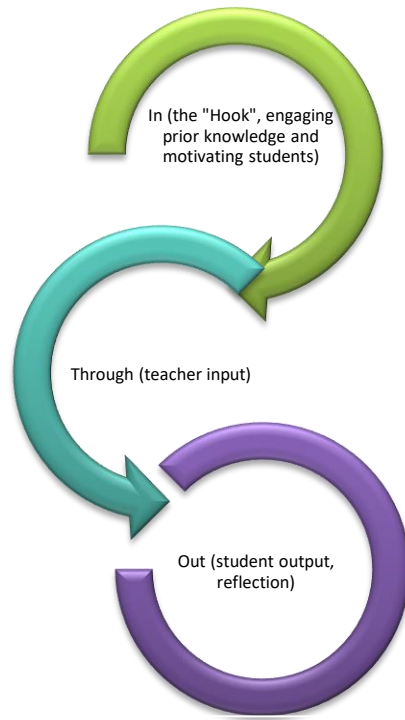 In (the "Hook", engaging
prior knowledge and
motivating students)
Through (teacher input)
Out (student output,
reflection)